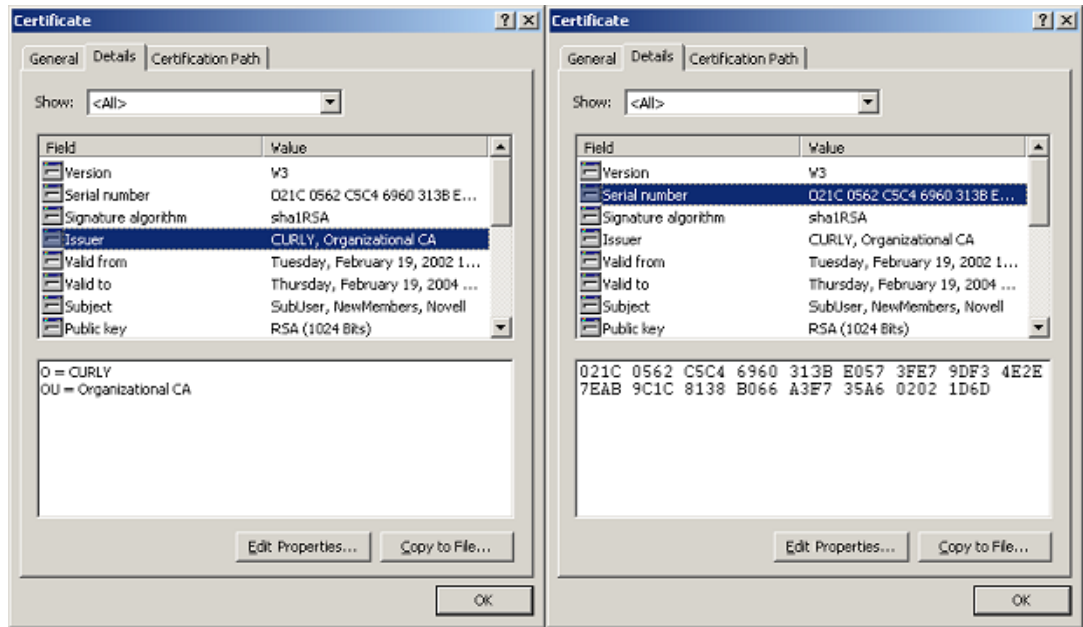 Certificate
General Details Certification Path
Show: <All>
Field Value
Version V3
Serial number 021C 0562 C5C4 6960 313B E...
Signature algorithm sha1RSA
Issuer CURLY, Organizational CA
Valid from Tuesday, February 19, 2002 1...
Valid to Thursday, February 19, 2004 ...
Subject SubUser, NewMembers, Novell
Public key RSA (1024 Bits)
O = CURLY
OU = Organizational CA
Edit Properties... Copy to File...
OK
Certificate
General Details Certification Path
Show: <All>
Field Value
Version V3
Serial number 021C 0562 C5C4 6960 313B E...
Signature algorithm sha1RSA
Issuer CURLY, Organizational CA
Valid from Tuesday, February 19, 2002 1...
Valid to Thursday, February 19, 2004 ...
Subject SubUser, NewMembers, Novell
Public key RSA (1024 Bits)
021C 0562 C5C4 6960 313B E057 3FE7 9DF3 4E2E
7EAB 9C1C 8138 B066 A3F7 35A6 0202 1D6D
Edit Properties... Copy to File...
OK